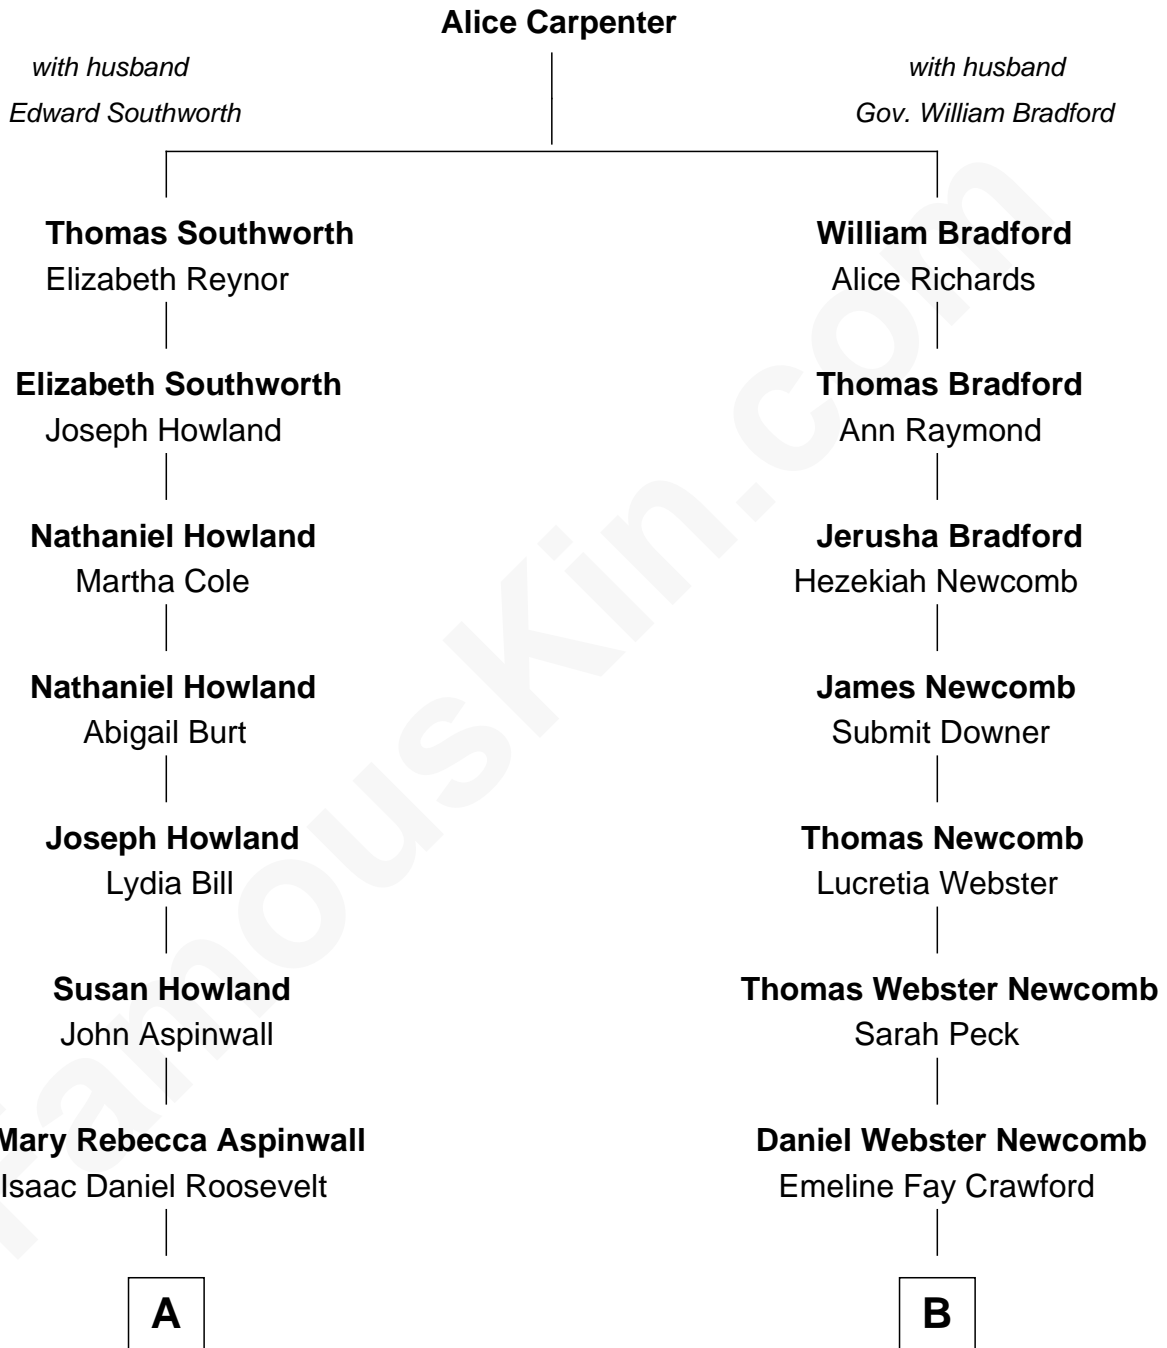 Alice Carpenter
with husband
Edward Southworth
with husband
Gov. William Bradford
Thomas Southworth
Elizabeth Reynor
William Bradford
Alice Richards
Elizabeth Southworth
Joseph Howland
Thomas Bradford
Ann Raymond
Nathaniel Howland
Martha Cole
Jerusha Bradford
Hezekiah Newcomb
Nathaniel Howland
Abigail Burt
James Newcomb
Submit Downer
Joseph Howland
Lydia Bill
Thomas Newcomb
Lucretia Webster
Susan Howland
John Aspinwall
Thomas Webster Newcomb
Sarah Peck
Mary Rebecca Aspinwall
Isaac Daniel Roosevelt
Daniel Webster Newcomb
Emeline Fay Crawford
A
B
FamousKin.com